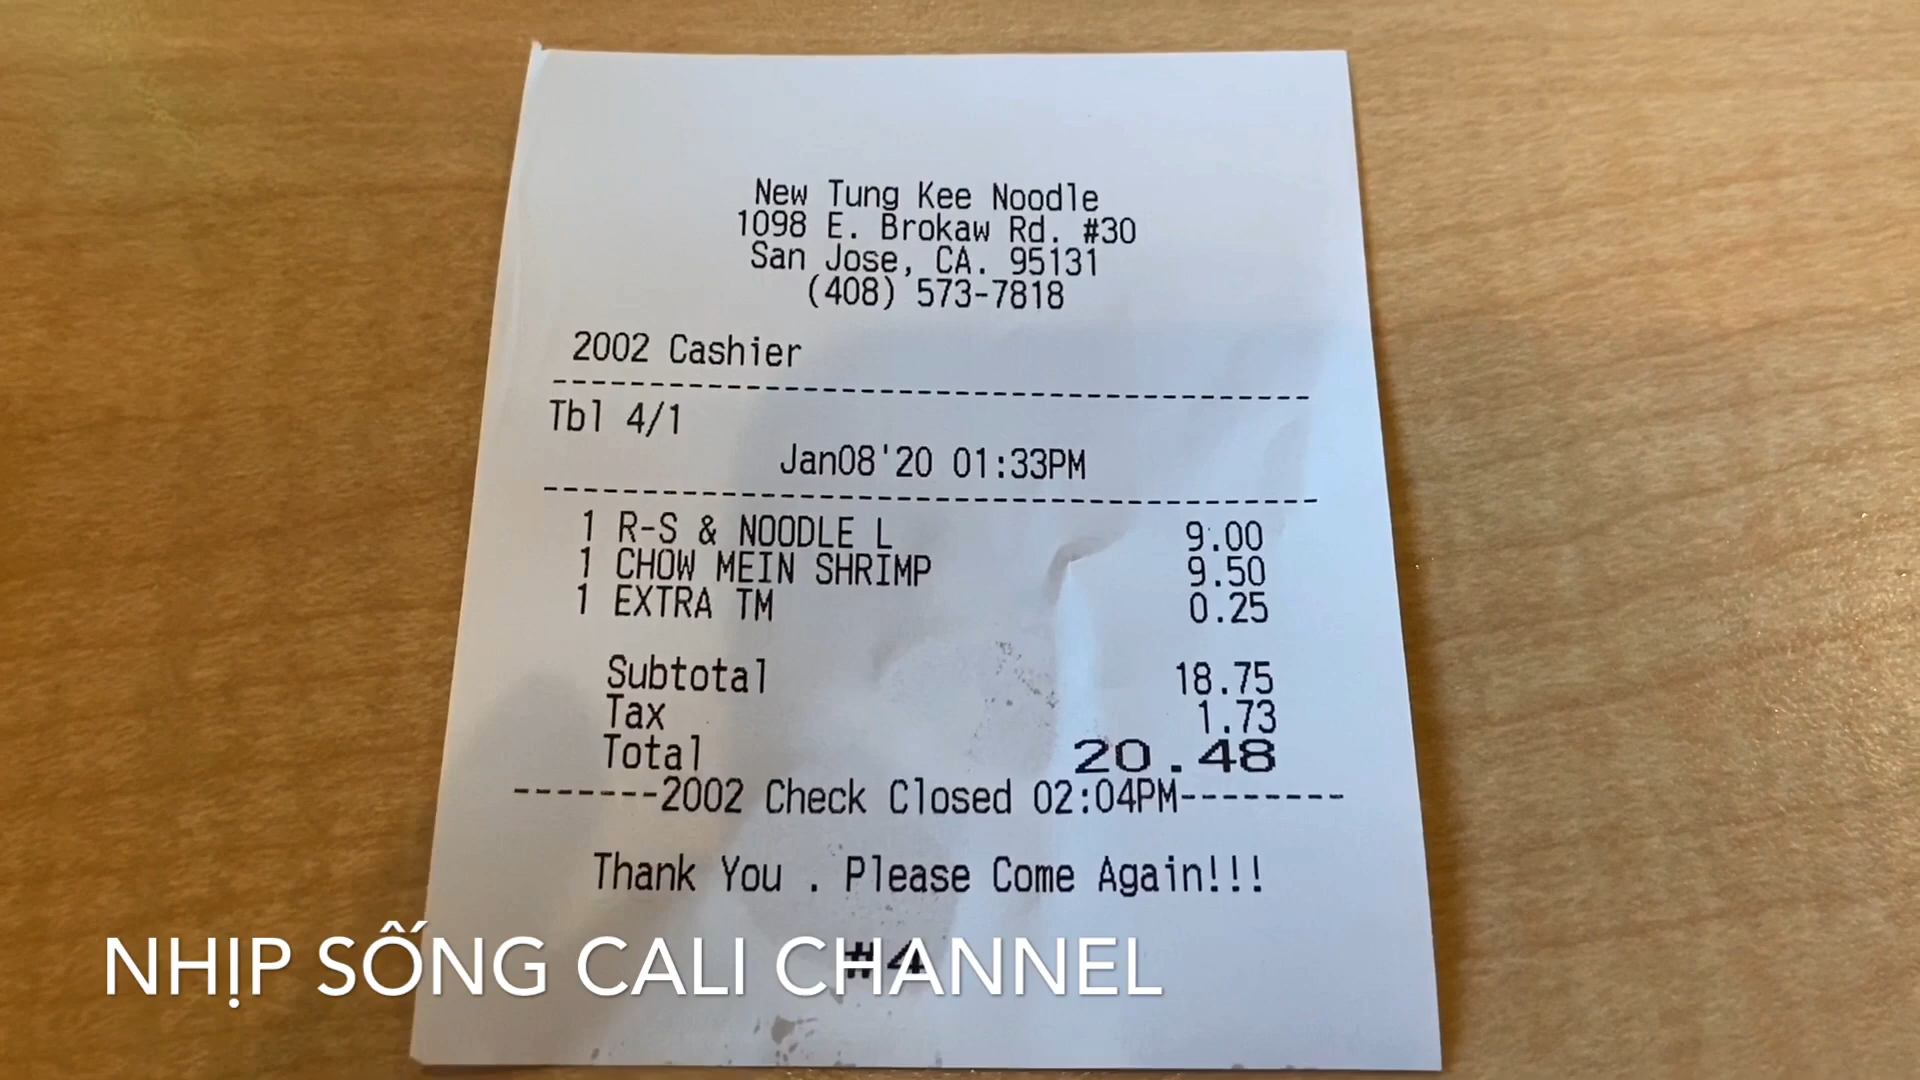 New Tung Kee Noodle
1098 E. Brokaw Rd. #30
San Jose, CA. 95131
(408) 573-7818
2002 Cashier
Tbl 4/1
Jan08'20 01:33PM
1 R-S & NOODLE L 9.00
1 CHOW MEIN SHRIMP 9.50
1 EXTRA TM 0.25
Subtotal 18.75
Tax 1.73
Total 20.48
-------2002 Check Closed 02:04PM--------
Thank You . Please Come Again!!!
#4
NHỊP SỐNG CALI CHANNEL